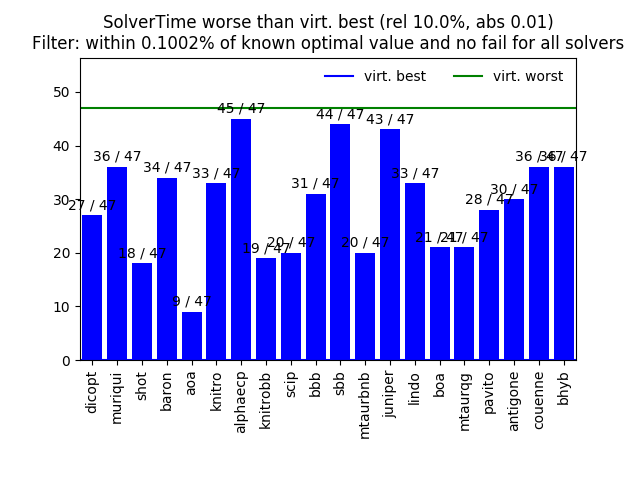 SolverTime worse than virt. best (rel 10.0%, abs 0.01)
Filter: within 0.1002% of known optimal value and no fail for all solvers
virt. best
virt. worst
50
40
30
20
10
0
27 / 47
36 / 47
18 / 47
34 / 47
9 / 47
33 / 47
45 / 47
19 / 47
20 / 47
31 / 47
44 / 47
20 / 47
43 / 47
33 / 47
21 / 47
21 / 47
28 / 47
30 / 47
36 / 47
36 / 47
dicopt
muriqui
shot
baron
aoa
knitro
alphaecp
knitrobb
scip
bbb
sbb
mtaurbnb
juniper
lindo
boa
mtaurqg
pavito
antigone
couenne
bhyb